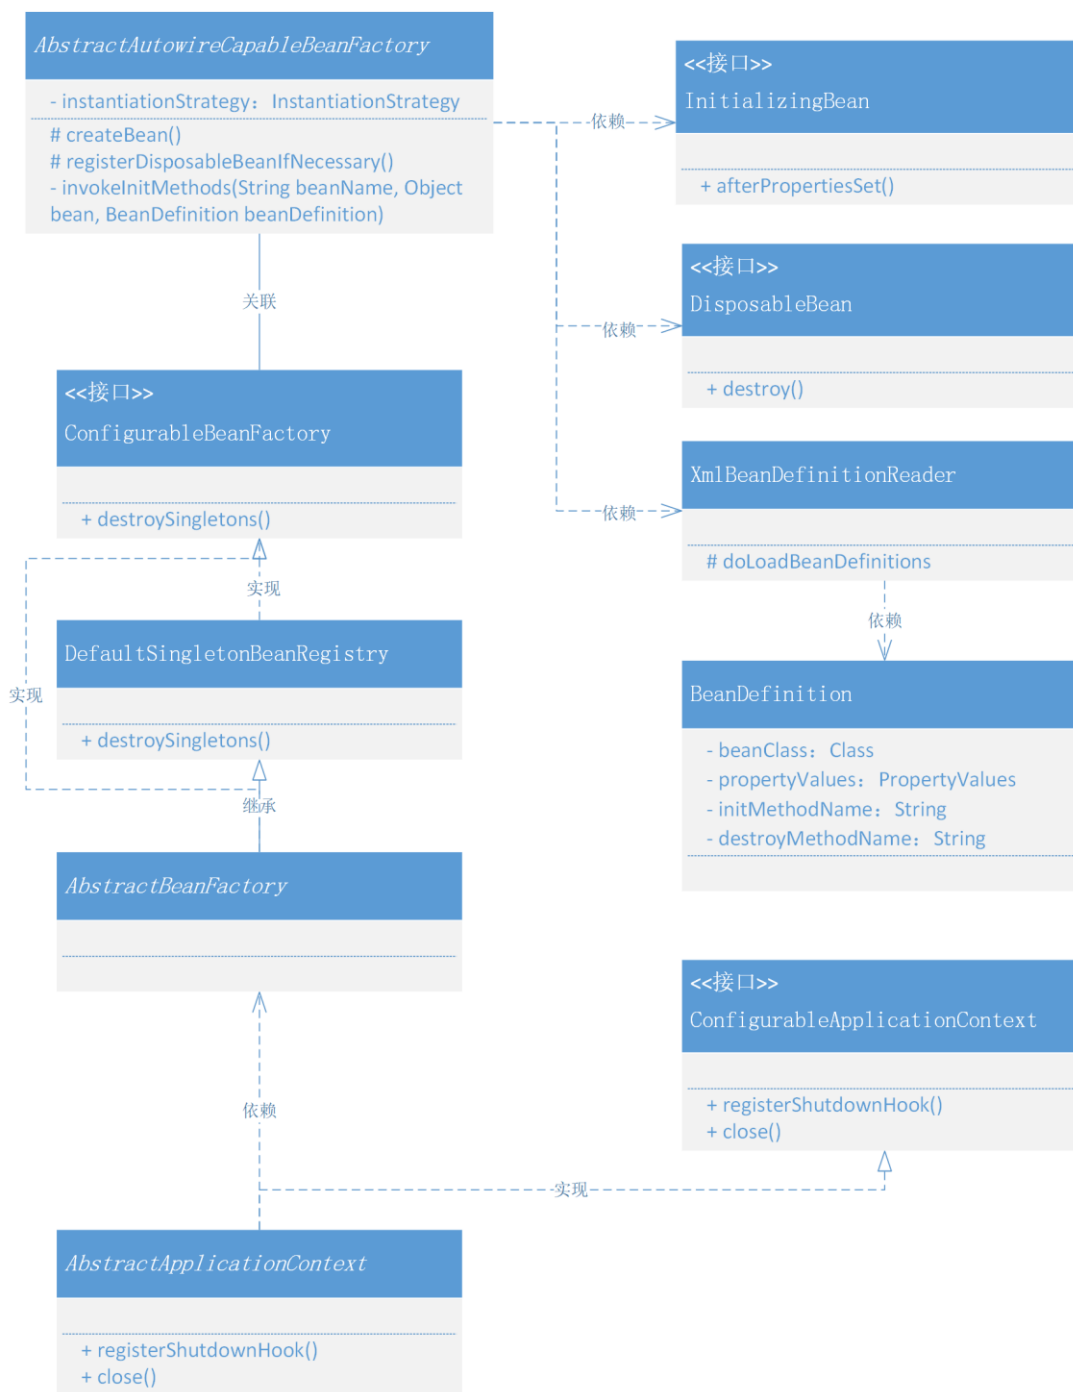 AbstractAutowireCapableBeanFactory
- instantiationStrategy：InstantiationStrategy
# createBean()
# registerDisposableBeanIfNecessary()
- invokeInitMethods(String beanName, Object
bean, BeanDefinition beanDefinition)
依赖
<<接口>>
InitializingBean
+ afterPropertiesSet()
关联
依赖
<<接口>>
DisposableBean
+ destroy()
<<接口>>
ConfigurableBeanFactory
+ destroySingletons()
依赖
XmlBeanDefinitionReader
# doLoadBeanDefinitions
实现
依赖
实现
DefaultSingletonBeanRegistry
+ destroySingletons()
BeanDefinition
- beanClass：Class
- propertyValues：PropertyValues
- initMethodName：String
- destroyMethodName：String
继承
AbstractBeanFactory
<<接口>>
ConfigurableApplicationContext
+ registerShutdownHook()
+ close()
依赖
实现
AbstractApplicationContext
+ registerShutdownHook()
+ close()